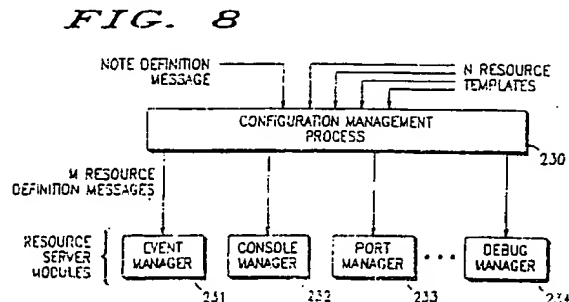 FIG. 8
NOTE DEFINITION
MESSAGE
N RESOURCE
TEMPLATES
CONFIGURATION MANAGEMENT
PROCESS
230
M RESOURCE
DEFINITION MESSAGES
RESOURCE
SERVER
MODULES
EVENT
MANAGER
CONSOLE
MANAGER
PORT
MANAGER
• • •
DEBUG
MANAGER
231
232
233
234